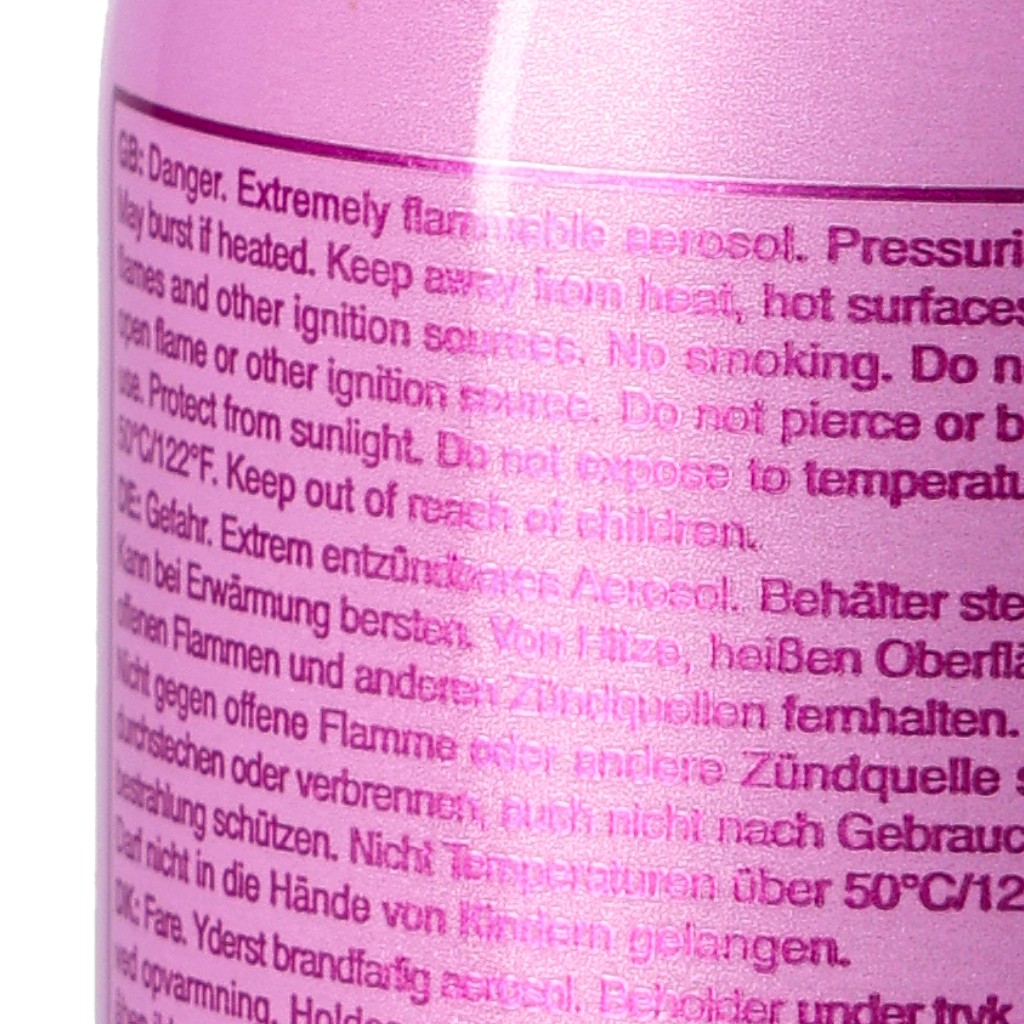 GB: Danger. Extremely flammable aerosol. Pressuri
May burst if heated. Keep away from heat, hot surfaces
flames and other ignition sources. No smoking. Do n
open flame or other ignition source. Do not pierce or b
use. Protect from sunlight. Do not expose to temperatu
50°C/122°F. Keep out of reach of children.
DE: Gefahr. Extrem entzündbares Aerosol. Behälter ste
Kann bei Erwärmung bersten. Von Hitze, heißen Oberflä
offenen Flammen und anderen Zündquellen fernhalten.
Nicht gegen offene Flamme oder andere Zündquelle s
durchstechen oder verbrennen, auch nicht nach Gebrauc
bestrahlung schützen. Nicht Temperaturen über 50°C/12
Darf nicht in die Hände von Kindern gelangen.
DK: Fare. Yderst brandfarlig aerosol. Beholder under tryk
ved opvarmning. Holdes